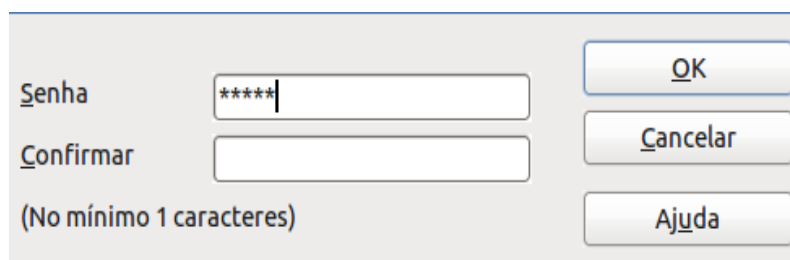 OK
Senha *****
Cancelar
Confirmar
(No mínimo 1 caracteres)
Ajuda